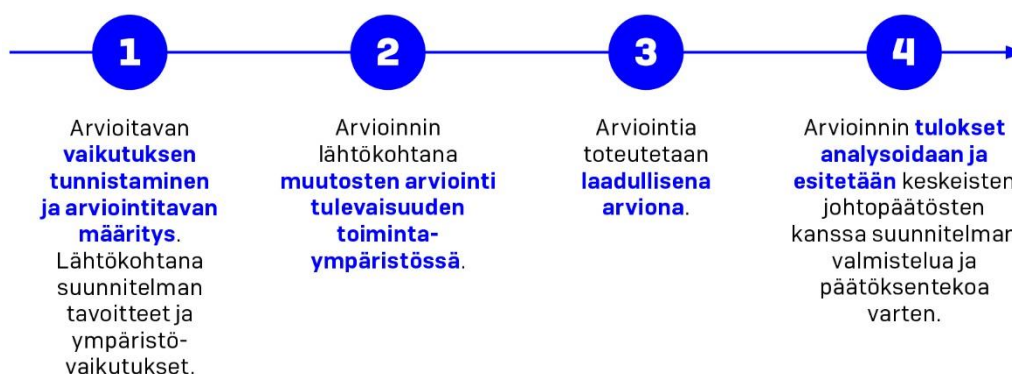 1
Arvioitavan
vaikutuksen
tunnistaminen
ja arviointitavan
määritys.
Lähtökohtana
suunnitelman
tavoitteet ja
ympäristö-
vaikutukset.
2
Arvioinnin
lähtökohtana
muutosten arviointi
tulevaisuuden
toiminta-
ympäristössä.
3
Arviointia
toteutetaan
laadullisena
arviona.
4
Arvioinnin tulokset
analysoidaan ja
esitetään keskeisten
johtopäätösten
kanssa suunnitelman
valmistelua ja
päätöksentekoa
varten.